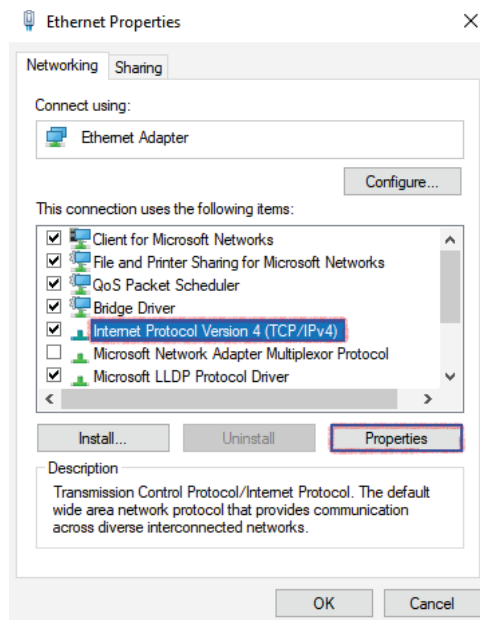 Ethernet Properties
Networking Sharing
Connect using:
Ethernet Adapter
Configure...
This connection uses the following items:
Client for Microsoft Networks
File and Printer Sharing for Microsoft Networks
QoS Packet Scheduler
Bridge Driver
Internet Protocol Version 4 (TCP/IPv4)
Microsoft Network Adapter Multiplexor Protocol
Microsoft LLDP Protocol Driver
Install... Uninstall Properties
Description
Transmission Control Protocol/Internet Protocol. The default
wide area network protocol that provides communication
across diverse interconnected networks.
OK Cancel